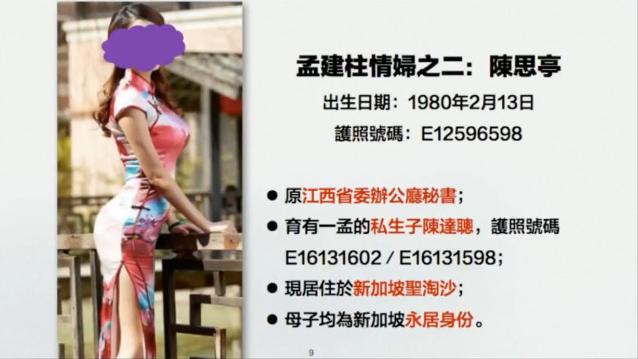 孟建柱情婦之二：陳思亭
出生日期：1980年2月13日
護照號碼：E12596598
● 原江西省委辦公廳秘書；
● 育有一孟的私生子陳達聰，護照號碼
E16131602 / E16131598；
● 現居住於新加坡聖淘沙；
● 母子均為新加坡永居身份。
9